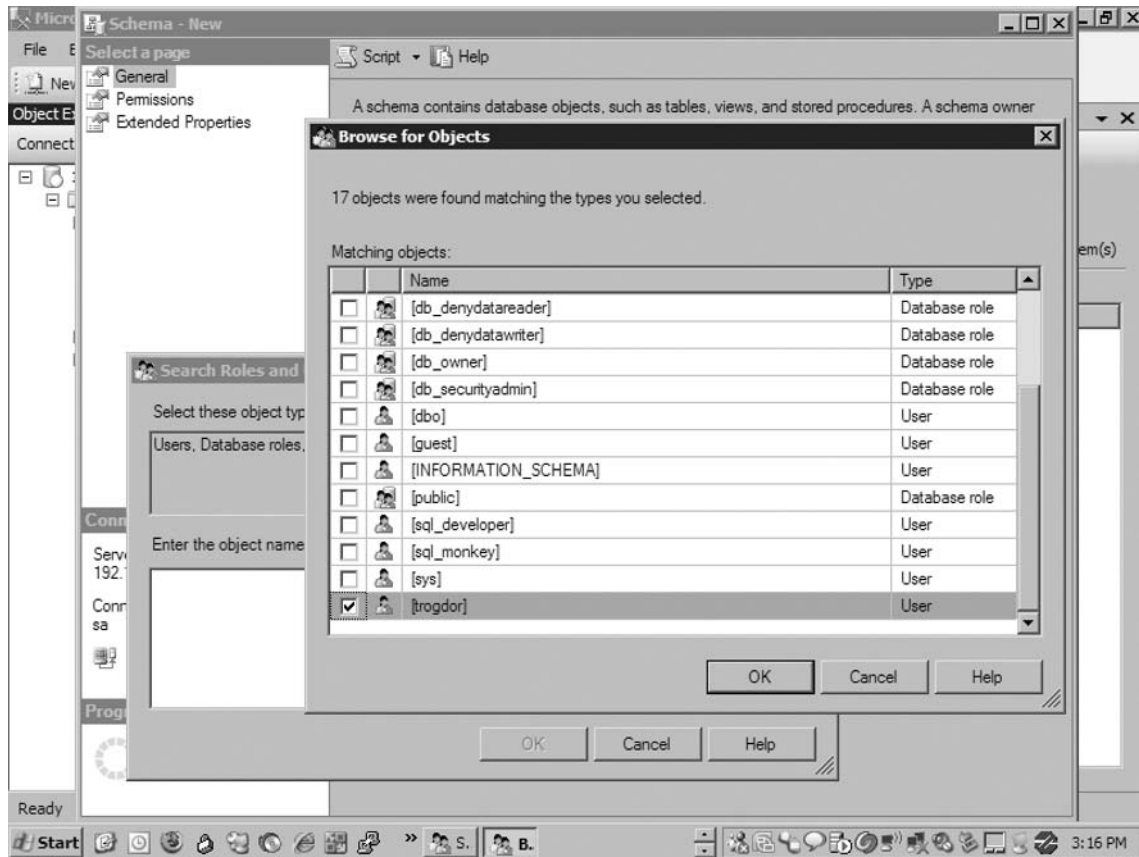 Micro
Schema - New
File E
Select a page
Script
Help
General
New
Permissions
Object E
Extended Properties
A schema contains database objects, such as tables, views, and stored procedures. A schema owner
Connect
Browse for Objects
17 objects were found matching the types you selected.
Matching objects:
em(s)
Name Type
[db_denydatareader] Database role
[db_denydatawriter] Database role
[db_owner] Database role
[db_securityadmin] Database role
[dbo] User
[guest] User
[INFORMATION_SCHEMA] User
[public] Database role
[sql_developer] User
[sql_monkey] User
[sys] User
[trogdor] User
OK Cancel Help
Search Roles and
Select these object typ
Users, Database roles,
Enter the object name
OK Cancel Help
Conn
Serv
192.
Conn
sa
Progr
Ready
Start
»
S.
B.
3:16 PM